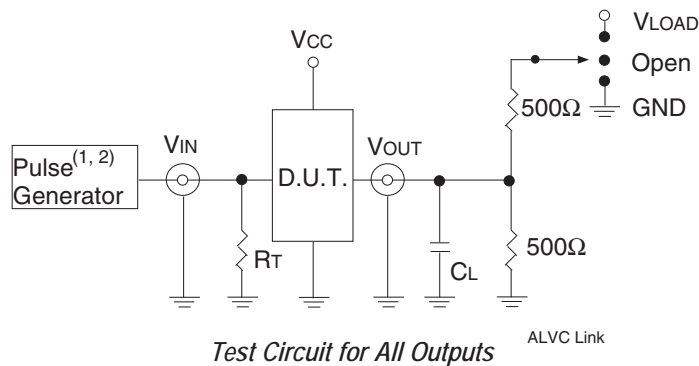 VLOAD
VCC
Open
500Ω
GND
VIN
VOUT
Pulse(1, 2)
Generator
D.U.T.
RT
CL
500Ω
ALVC Link
Test Circuit for All Outputs